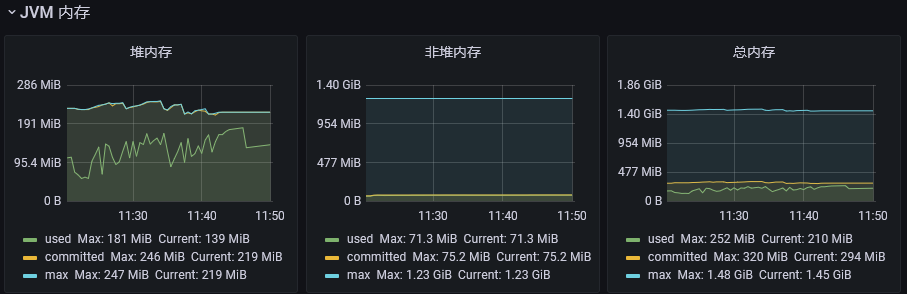 JVM 内存
堆内存
286 MiB
191 MiB
95.4 MiB
0 B
11:30 11:40 11:50
used Max: 181 MiB Current: 139 MiB
committed Max: 246 MiB Current: 219 MiB
max Max: 247 MiB Current: 219 MiB
非堆内存
1.40 GiB
954 MiB
477 MiB
0 B
11:30 11:40 11:50
used Max: 71.3 MiB Current: 71.3 MiB
committed Max: 75.2 MiB Current: 75.2 MiB
max Max: 1.23 GiB Current: 1.23 GiB
总内存
1.86 GiB
1.40 GiB
954 MiB
477 MiB
0 B
11:30 11:40 11:50
used Max: 252 MiB Current: 210 MiB
committed Max: 320 MiB Current: 294 MiB
max Max: 1.48 GiB Current: 1.45 GiB